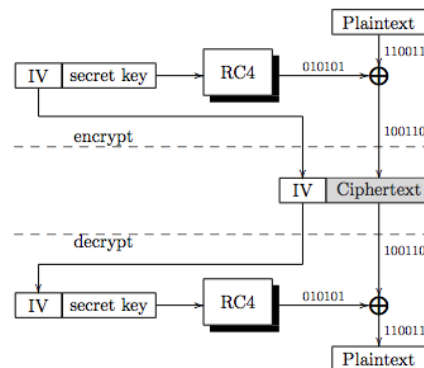 Plaintext
110011
IV secret key RC4 010101
100110
encrypt
IV Ciphertext
decrypt
100110
IV secret key RC4 010101
110011
Plaintext